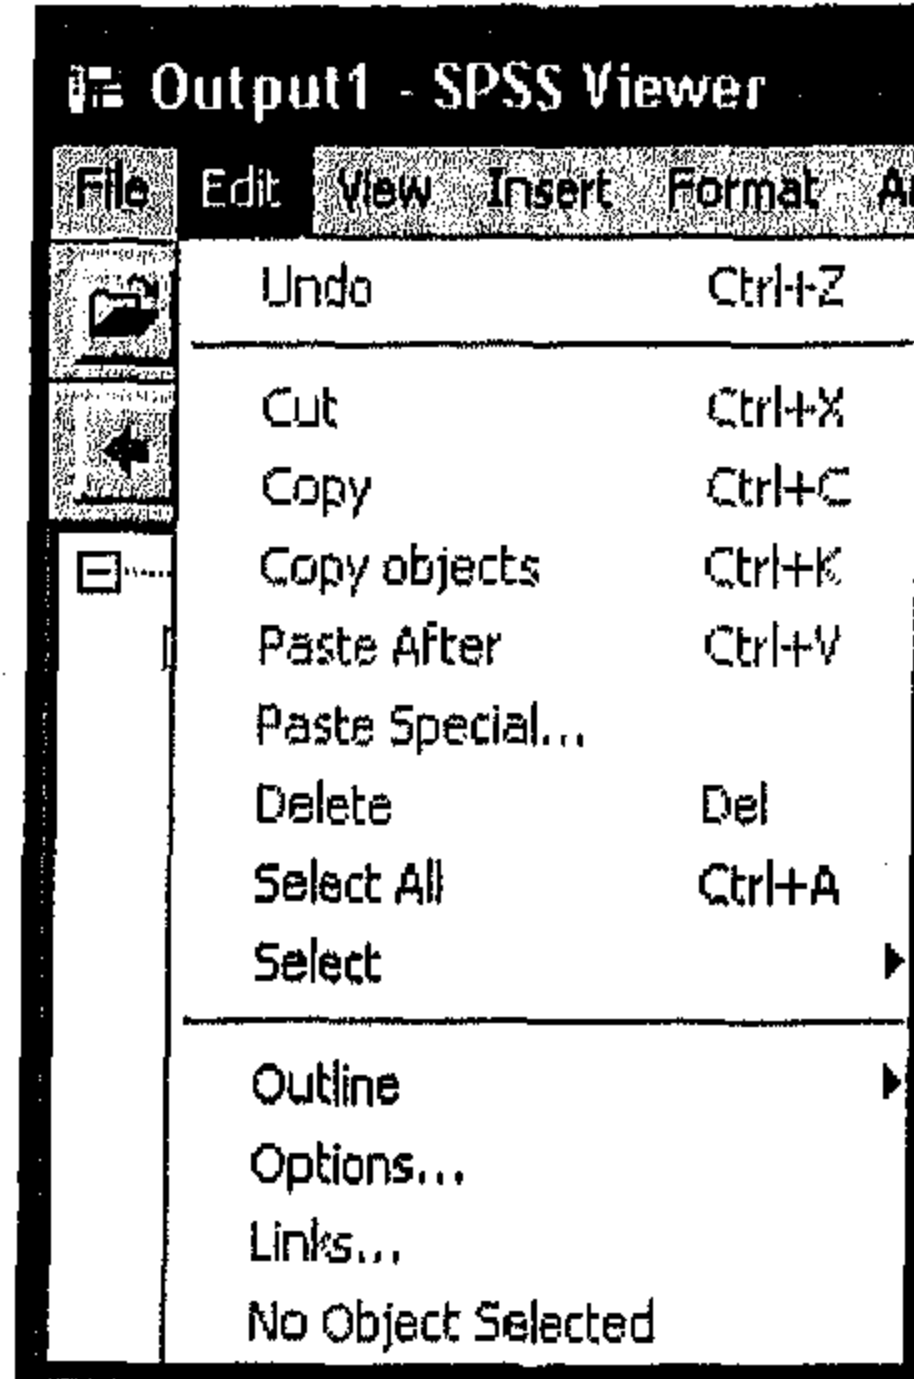 Output1 - SPSS Viewer
File Edit View Insert Format
Undo Ctrl+Z
Cut Ctrl+X
Copy Ctrl+C
Copy objects Ctrl+K
Paste After Ctrl+V
Paste Special...
Delete Del
Select All Ctrl+A
Select
Outline
Options...
Links...
No Object Selected